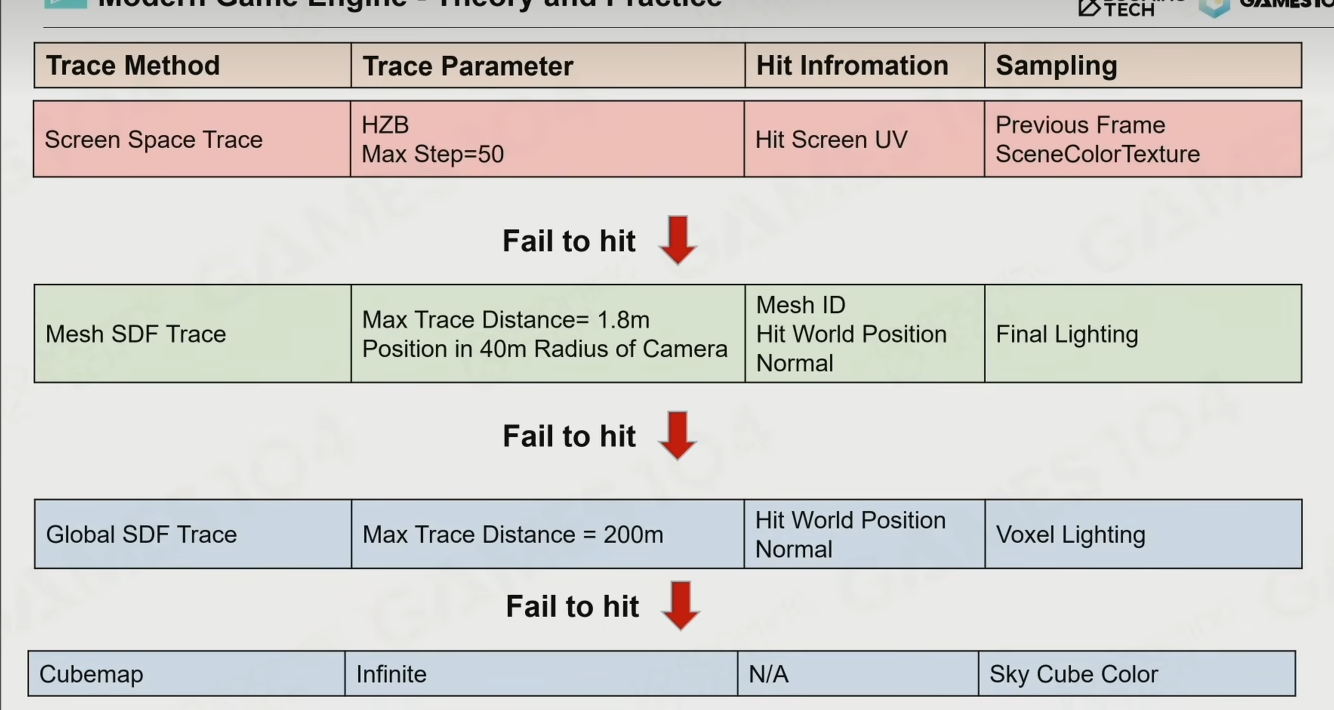 Modern Game Engine - Theory and Practice
TECH
Trace Method
Trace Parameter
Hit Infromation
Sampling
Screen Space Trace
HZB
Max Step=50
Hit Screen UV
Previous Frame
SceneColorTexture
Fail to hit
Mesh SDF Trace
Max Trace Distance= 1.8m
Position in 40m Radius of Camera
Mesh ID
Hit World Position
Normal
Final Lighting
Fail to hit
Global SDF Trace
Max Trace Distance = 200m
Hit World Position
Normal
Voxel Lighting
Fail to hit
Cubemap
Infinite
N/A
Sky Cube Color
GAMES 104